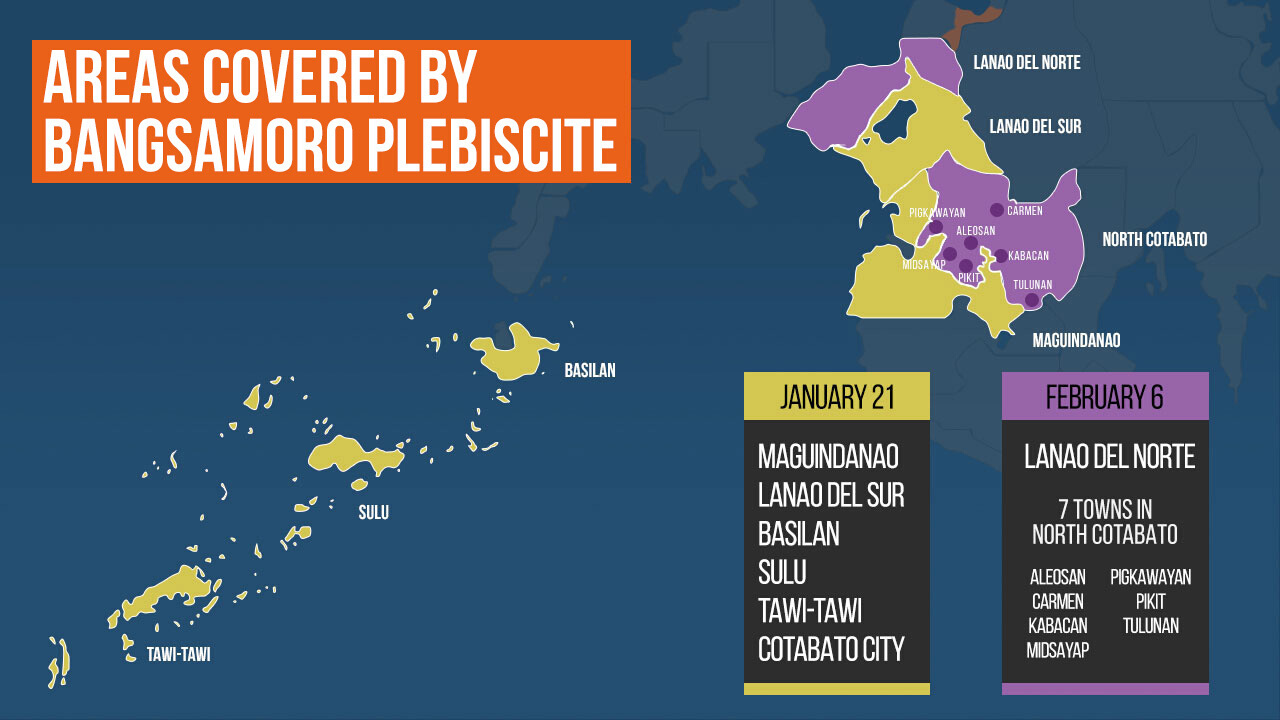 AREAS COVERED BY
BANGSAMORO PLEBISCITE
LANAO DEL NORTE
LANAO DEL SUR
PIGKAWAYAN
CARMEN
ALEOSAN
NORTH COTABATO
MIDSAYAP
KABACAN
PIKIT
TULUNAN
MAGUINDANAO
BASILAN
SULU
TAWI-TAWI
JANUARY 21
MAGUINDANAO
LANAO DEL SUR
BASILAN
SULU
TAWI-TAWI
COTABATO CITY
FEBRUARY 6
LANAO DEL NORTE
7 TOWNS IN
NORTH COTABATO
ALEOSAN
CARMEN
KABACAN
MIDSAYAP
PIGKAWAYAN
PIKIT
TULUNAN